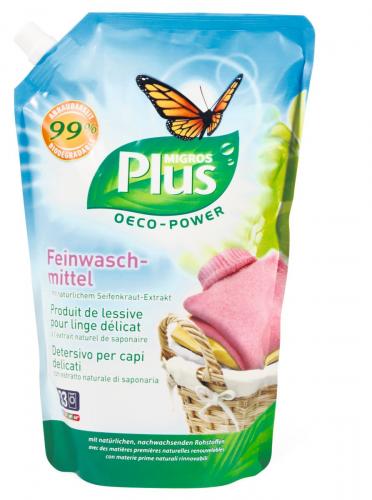 ABBAUBARKEIT
99%
BIODEGRADABLE
MIGROS
Plus
OECO-POWER
Feinwasch-
mittel
mit natürlichem Seifenkraut-Extrakt
Produit de lessive
pour linge délicat
à l'extrait naturel de saponaire
Detersivo per capi
delicati
con estratto naturale di saponaria
mit natürlichen, nachwachsenden Rohstoffen
avec des matières premières naturelles renouvelables
con materie prime naturali rinnovabili